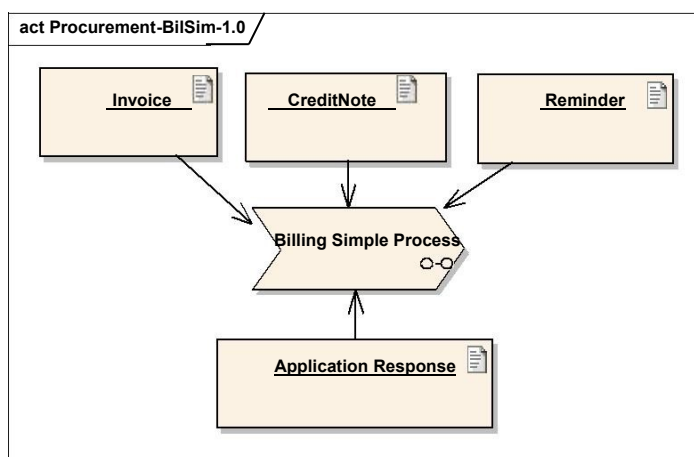 act Procurement-BilSim-1.0
Invoice
CreditNote
Reminder
Billing Simple Process
Application Response